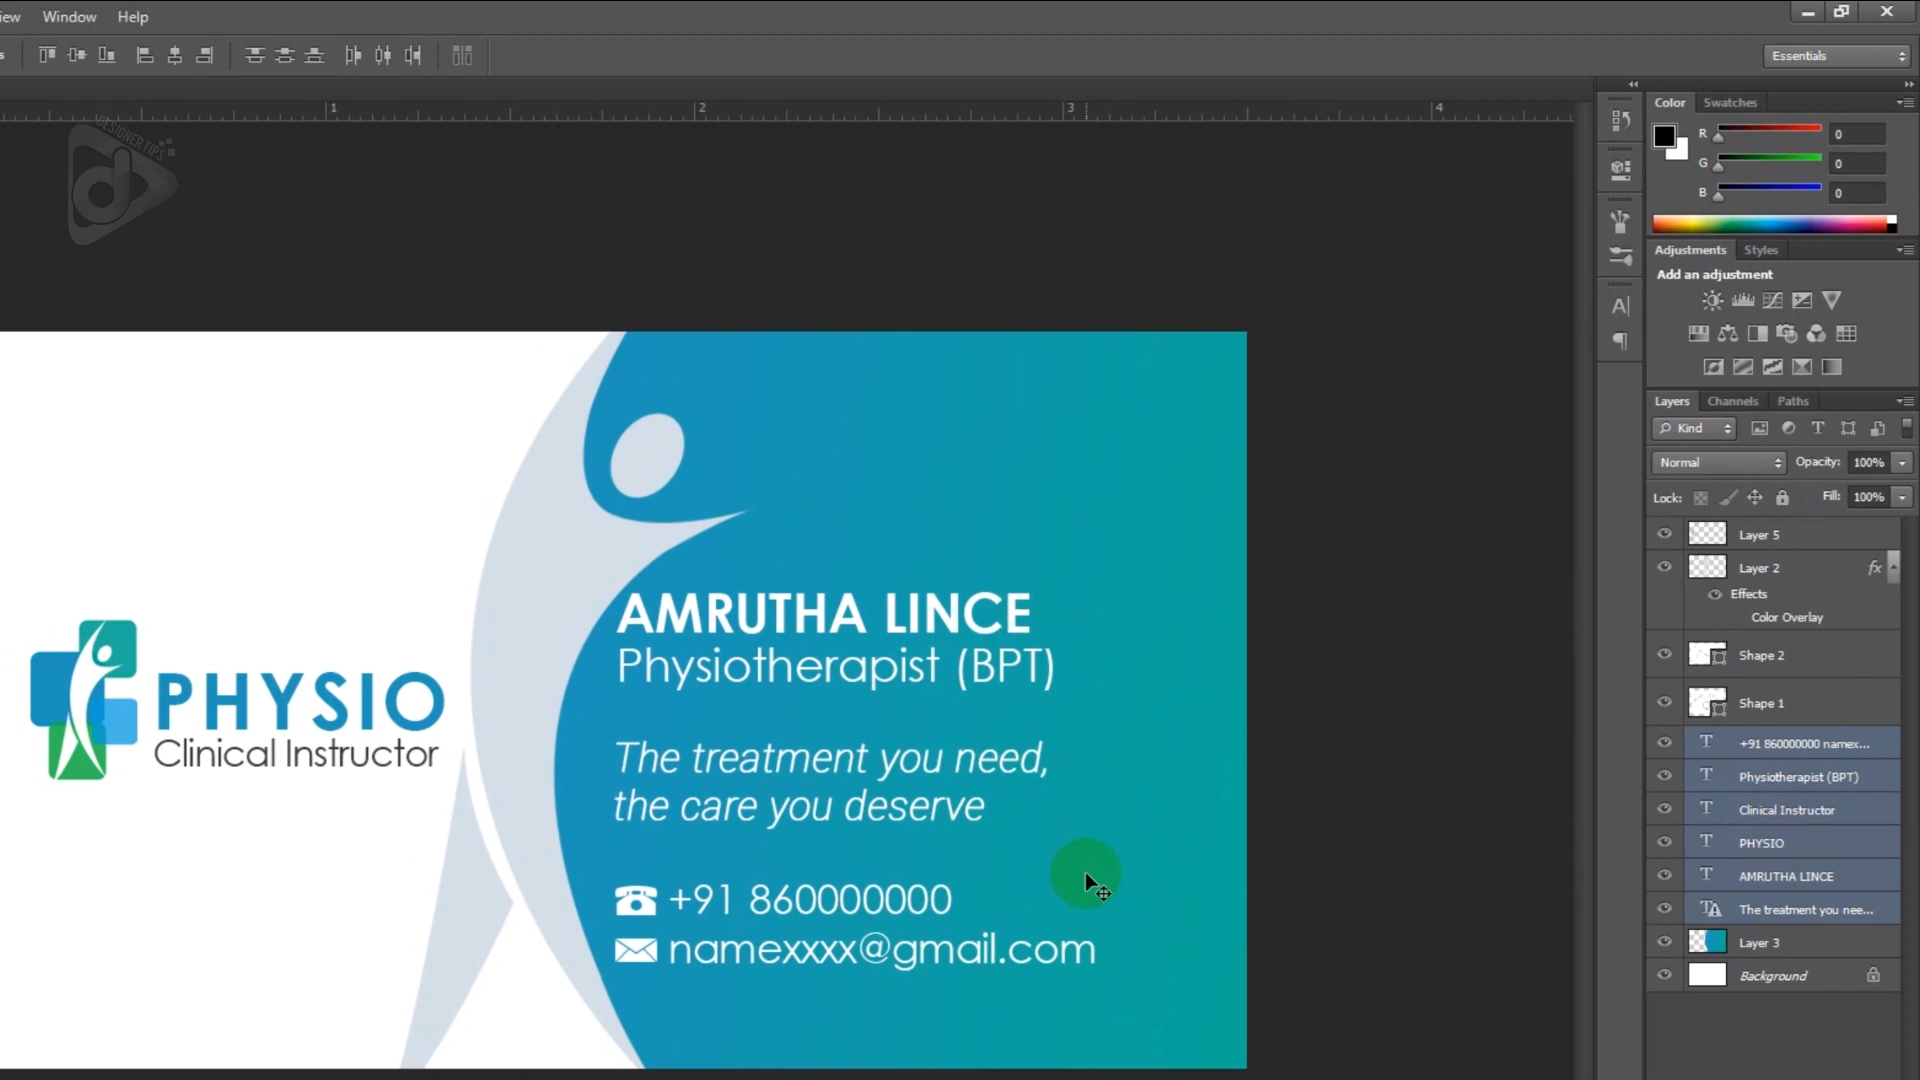 iew Window Help
s
Essentials
1 2 3 4
DESIGNER TIPS
Color Swatches
R 0
G 0
B 0
Adjustments Styles
Add an adjustment
Layers Channels Paths
Kind
Normal Opacity: 100%
Lock: Fill: 100%
Layer 5
Layer 2 fx
Effects
Color Overlay
Shape 2
Shape 1
+91 860000000 namex...
Physiotherapist (BPT)
Clinical Instructor
PHYSIO
AMRUTHA LINCE
The treatment you nee...
Layer 3
Background
PHYSIO
Clinical Instructor
AMRUTHA LINCE
Physiotherapist (BPT)
The treatment you need,
the care you deserve
+91 860000000
namexxxx@gmail.com